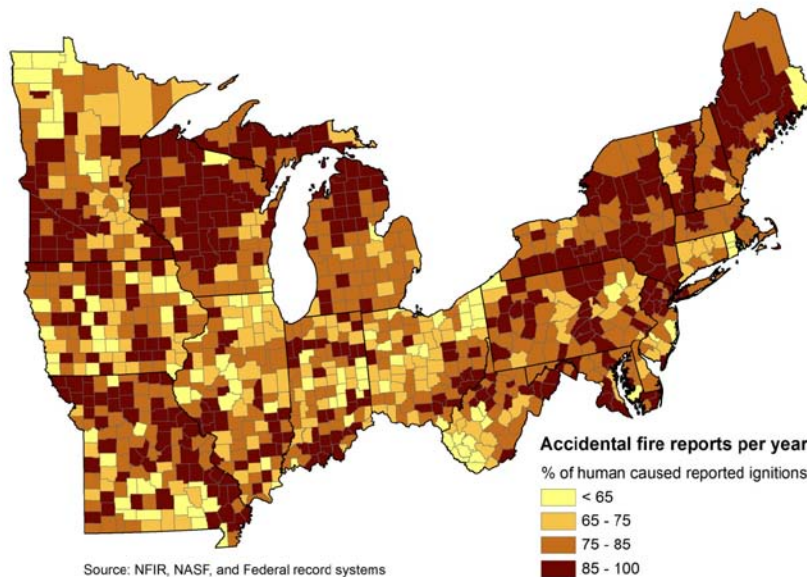 Accidental fire reports per year
% of human caused reported ignitions
< 65
65 - 75
75 - 85
85 - 100
Source: NFIR, NASF, and Federal record systems